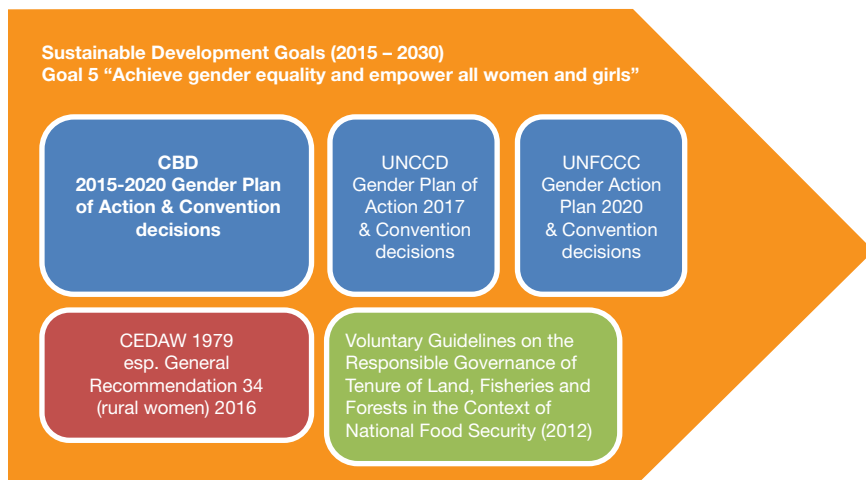 Sustainable Development Goals (2015 – 2030)
Goal 5 “Achieve gender equality and empower all women and girls”
CBD
2015-2020 Gender Plan
of Action & Convention
decisions
UNCCD
Gender Plan of
Action 2017
& Convention
decisions
UNFCCC
Gender Action
Plan 2020
& Convention
decisions
CEDAW 1979
esp. General
Recommendation 34
(rural women) 2016
Voluntary Guidelines on the
Responsible Governance of
Tenure of Land, Fisheries and
Forests in the Context of
National Food Security (2012)